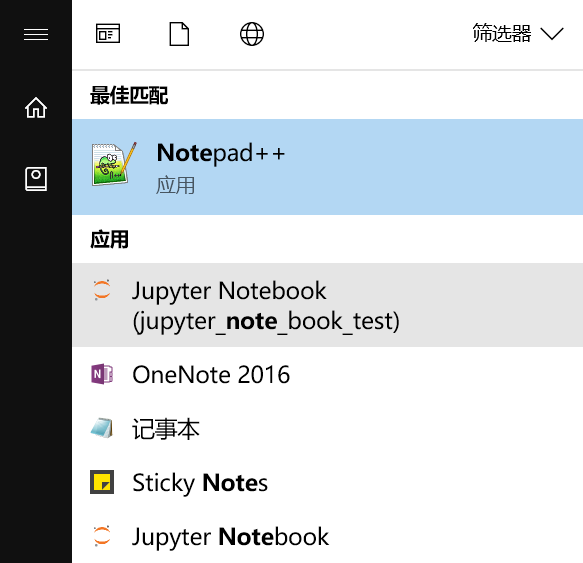 筛选器
最佳匹配
Notepad++
应用
应用
Jupyter Notebook
(jupyter_note_book_test)
OneNote 2016
记事本
Sticky Notes
Jupyter Notebook